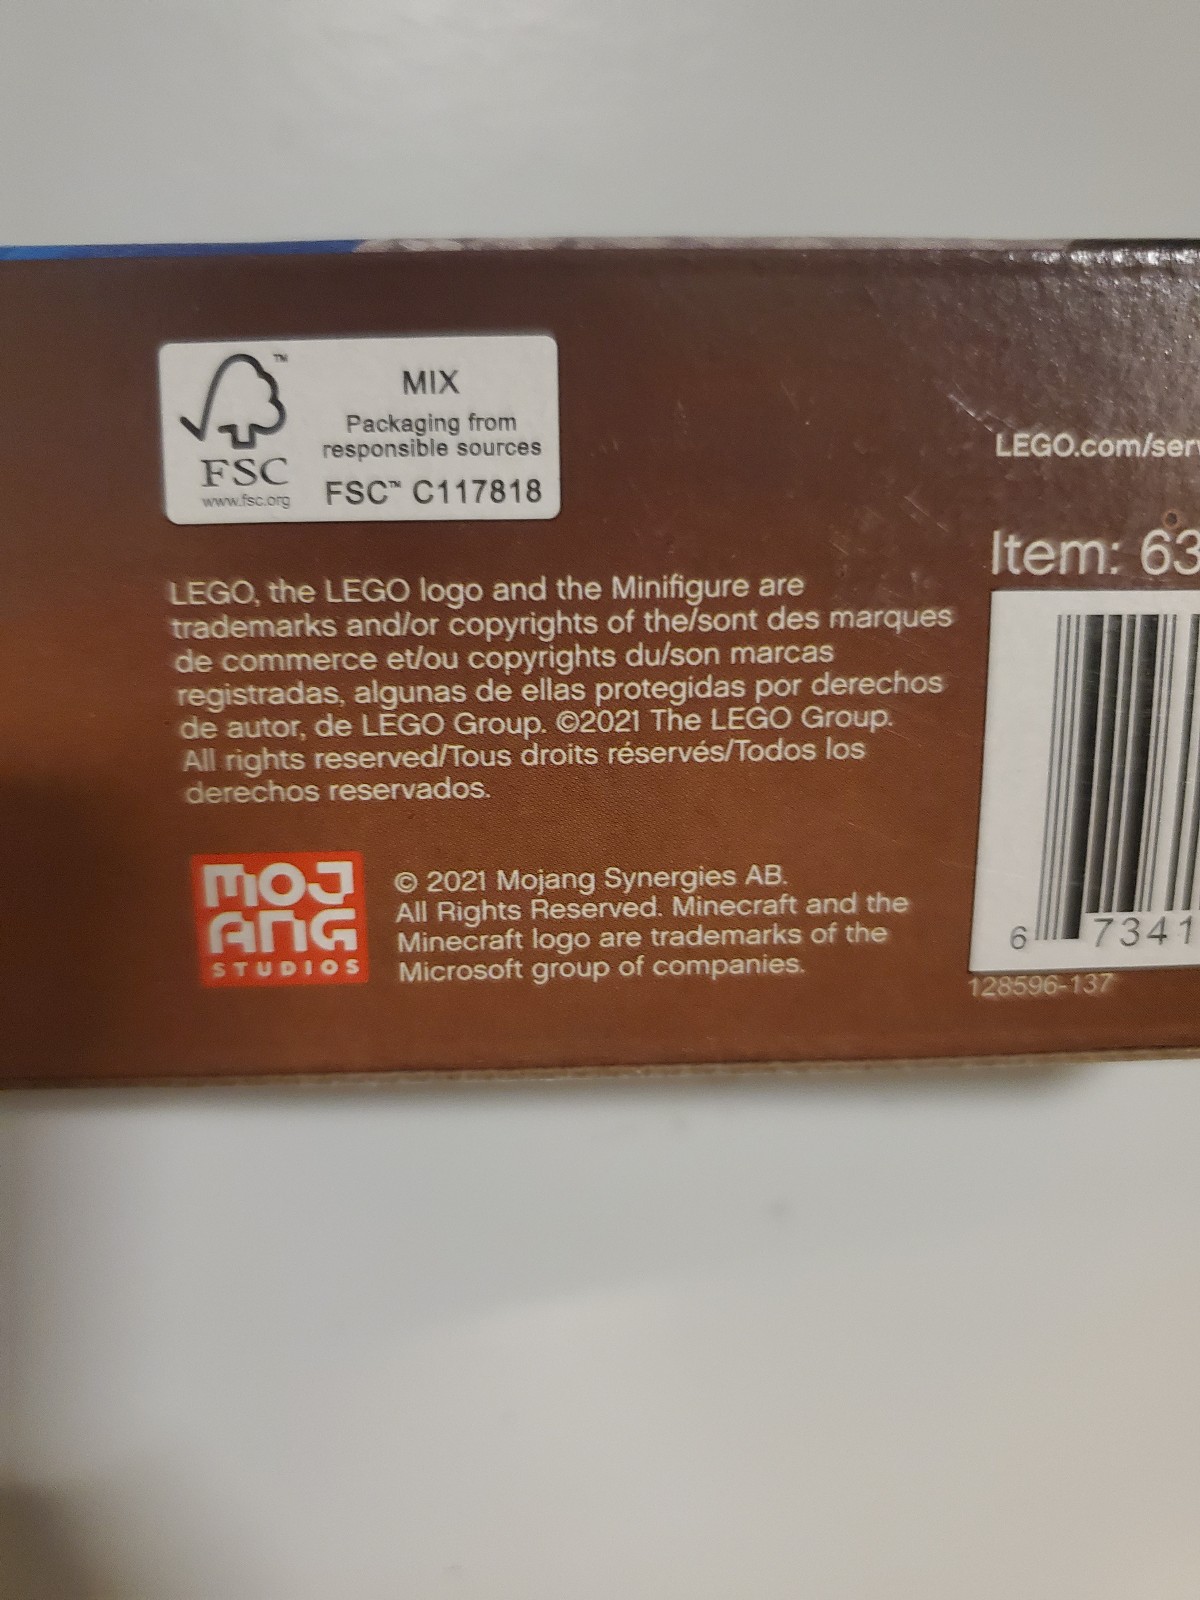 MIX
Packaging from
responsible sources
FSC™ C117818
™
FSC
www.fsc.org
LEGO, the LEGO logo and the Minifigure are
trademarks and/or copyrights of the/sont des marques
de commerce et/ou copyrights du/son marcas
registradas, algunas de ellas protegidas por derechos
de autor, de LEGO Group. ©2021 The LEGO Group.
All rights reserved/Tous droits réservés/Todos los
derechos reservados.
MOJ
ANG
STUDIOS
© 2021 Mojang Synergies AB.
All Rights Reserved. Minecraft and the
Minecraft logo are trademarks of the
Microsoft group of companies.
LEGO.com/serv
Item: 63
6 7341
128596-137